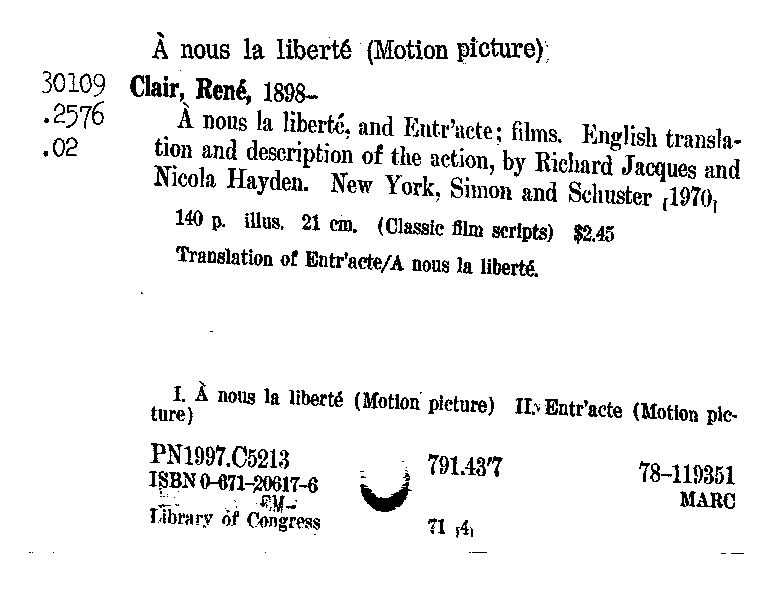 À nous la liberté (Motion picture)
30109
.2576
.02
Clair, René, 1898–
À nous la liberté, and Entr'acte; films. English transla-
tion and description of the action, by Richard Jacques and
Nicola Hayden. New York, Simon and Schuster [1970]
140 p. illus. 21 cm. (Classic film scripts) $2.45
Translation of Entr'acte/A nous la liberté.
I. À nous la liberté (Motion picture) II. Entr'acte (Motion pic-
ture)
PN1997.C5213 791.43'7 78–119351
ISBN 0–671–20617–6 MARC
Library of Congress 71 [4]